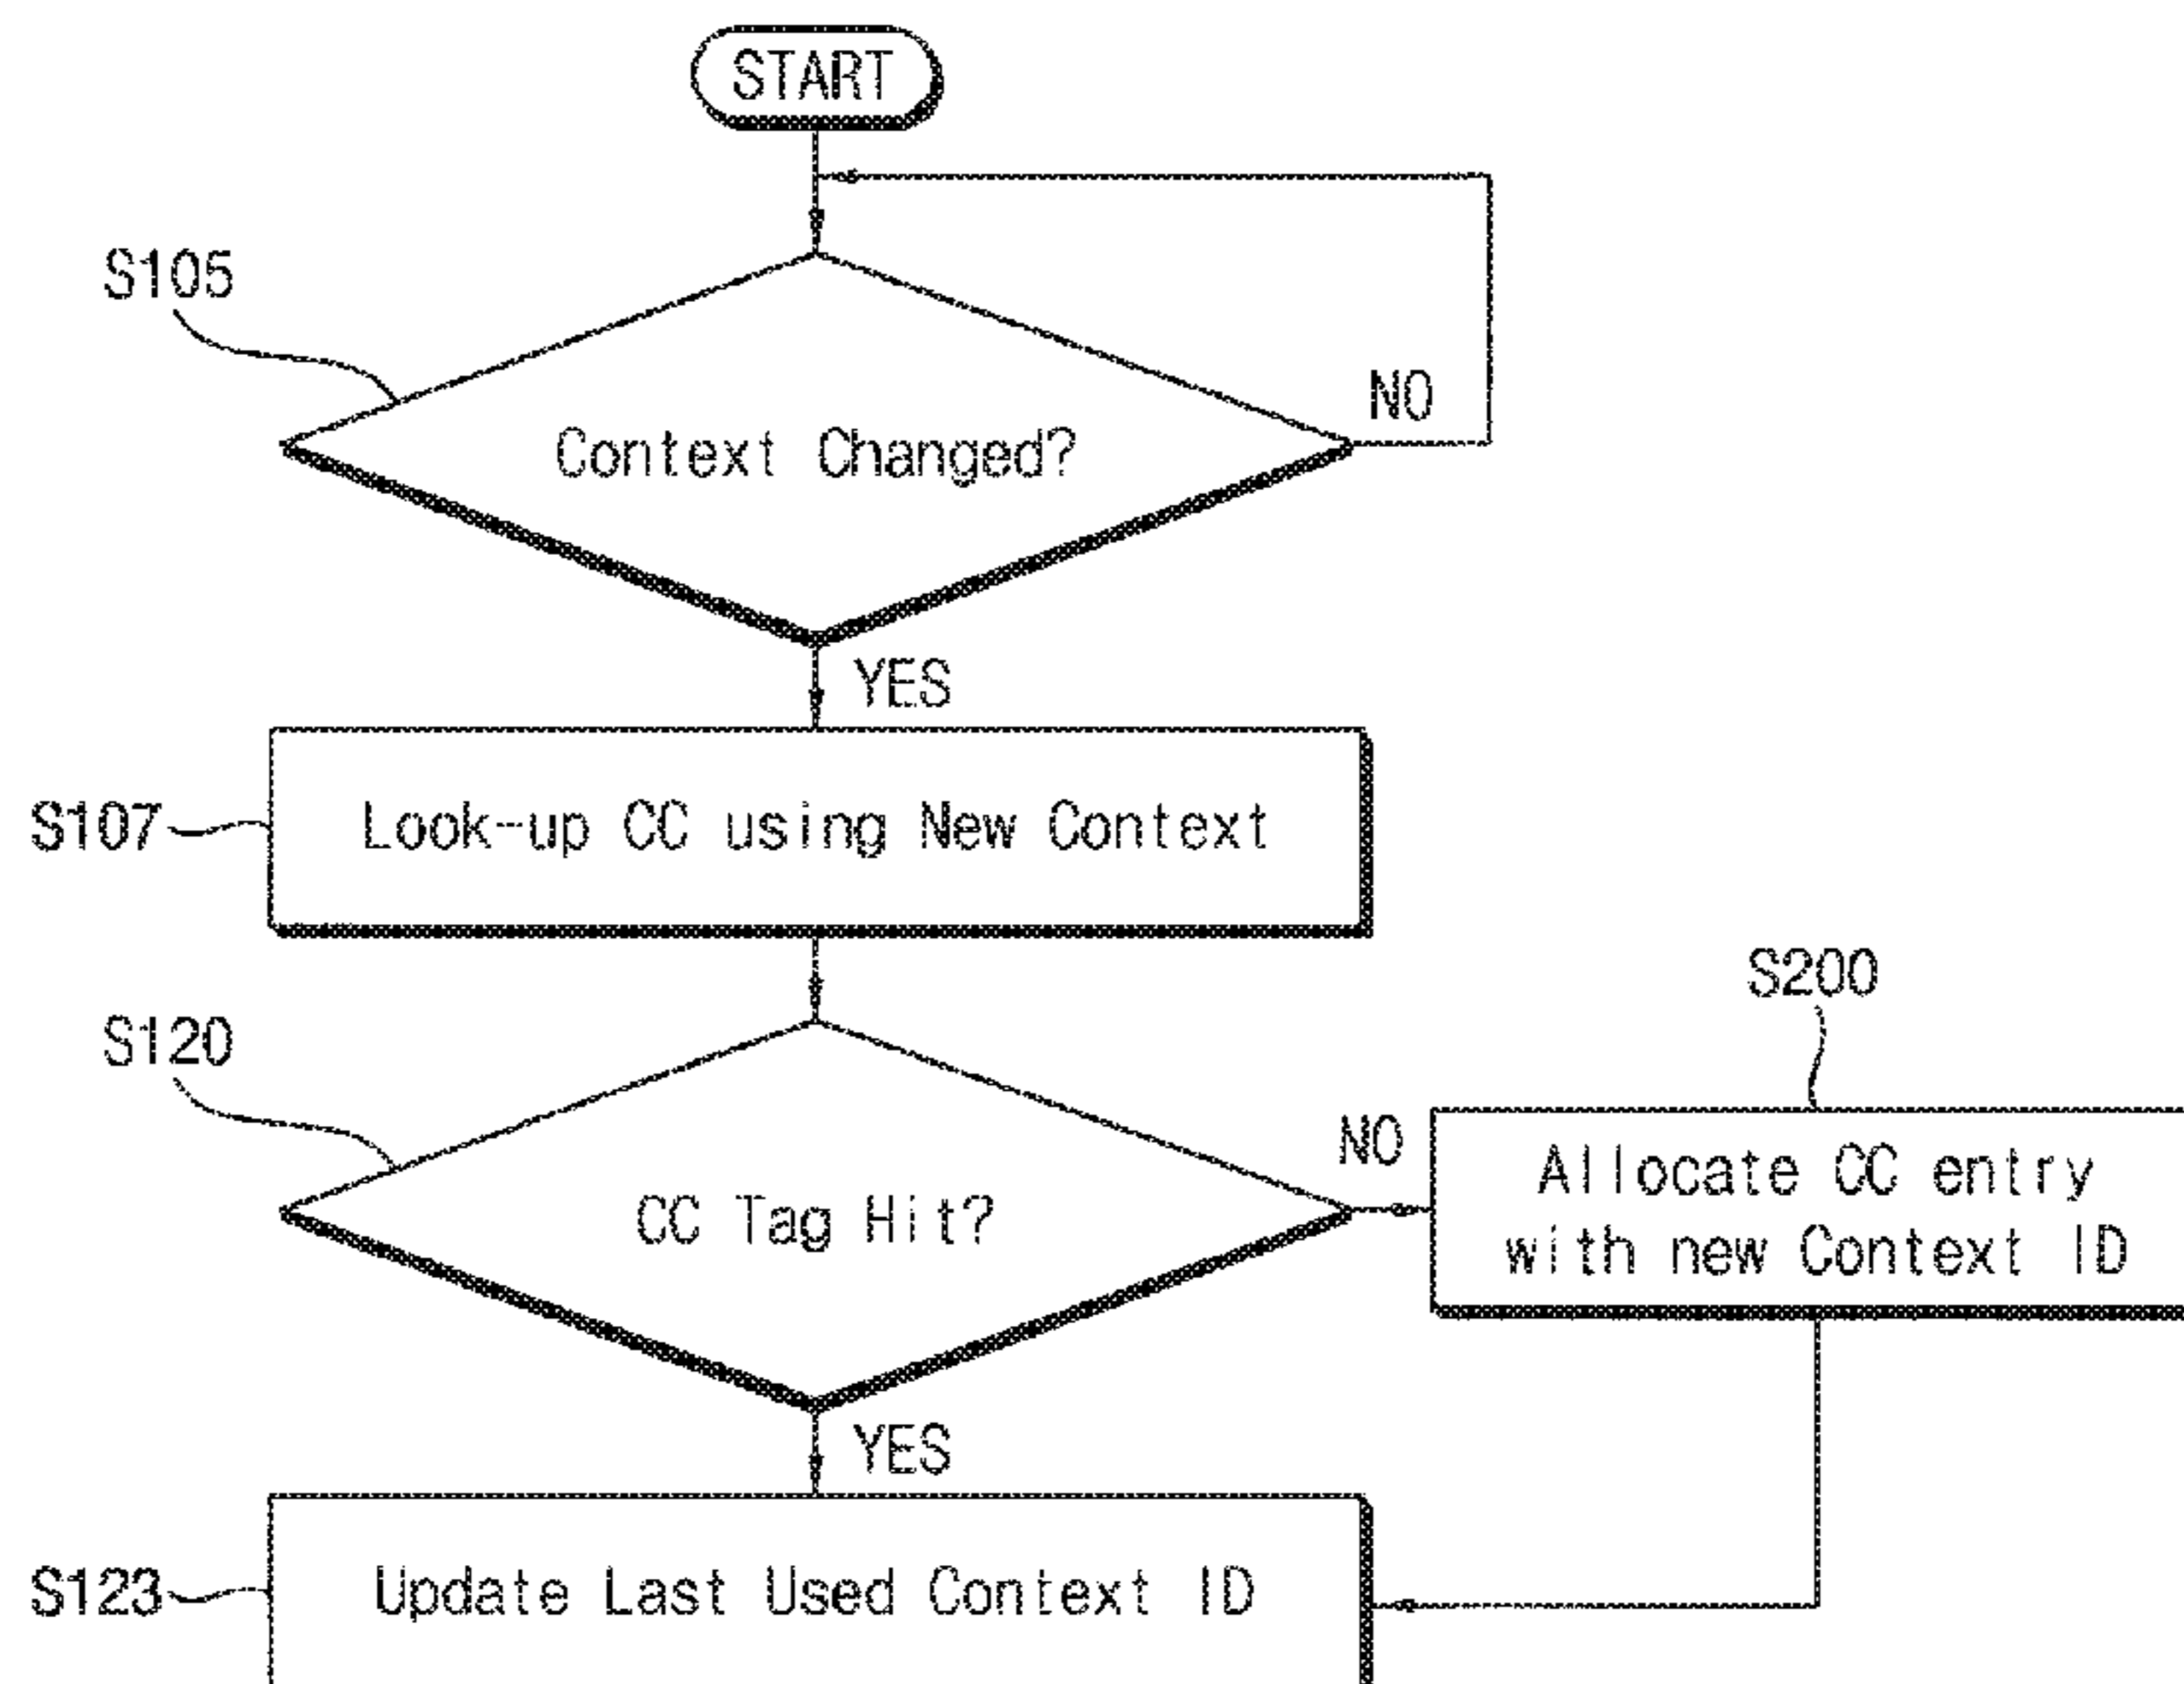 START
S105
Context Changed?
NO
YES
S107
Look-up CC using New Context
S120
CC Tag Hit?
NO
S200
Allocate CC entry
with new Context ID
YES
S123
Update Last Used Context ID